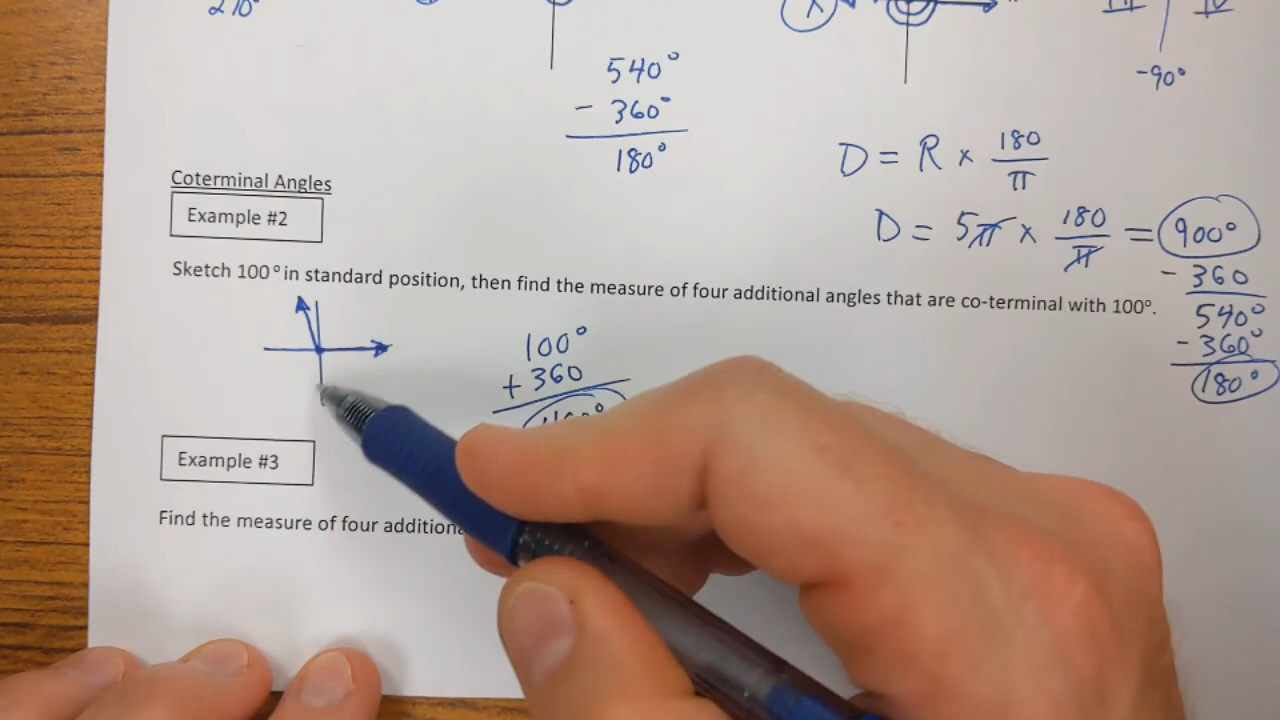 270°
540°
- 360°
180°
-90°
D = R × 180/π
D = 5π × 180/π = 900°
- 360
540°
- 360°
180°
Coterminal Angles
Example #2
Sketch 100° in standard position, then find the measure of four additional angles that are co-terminal with 100°.
100°
+ 360
Example #3
Find the measure of four